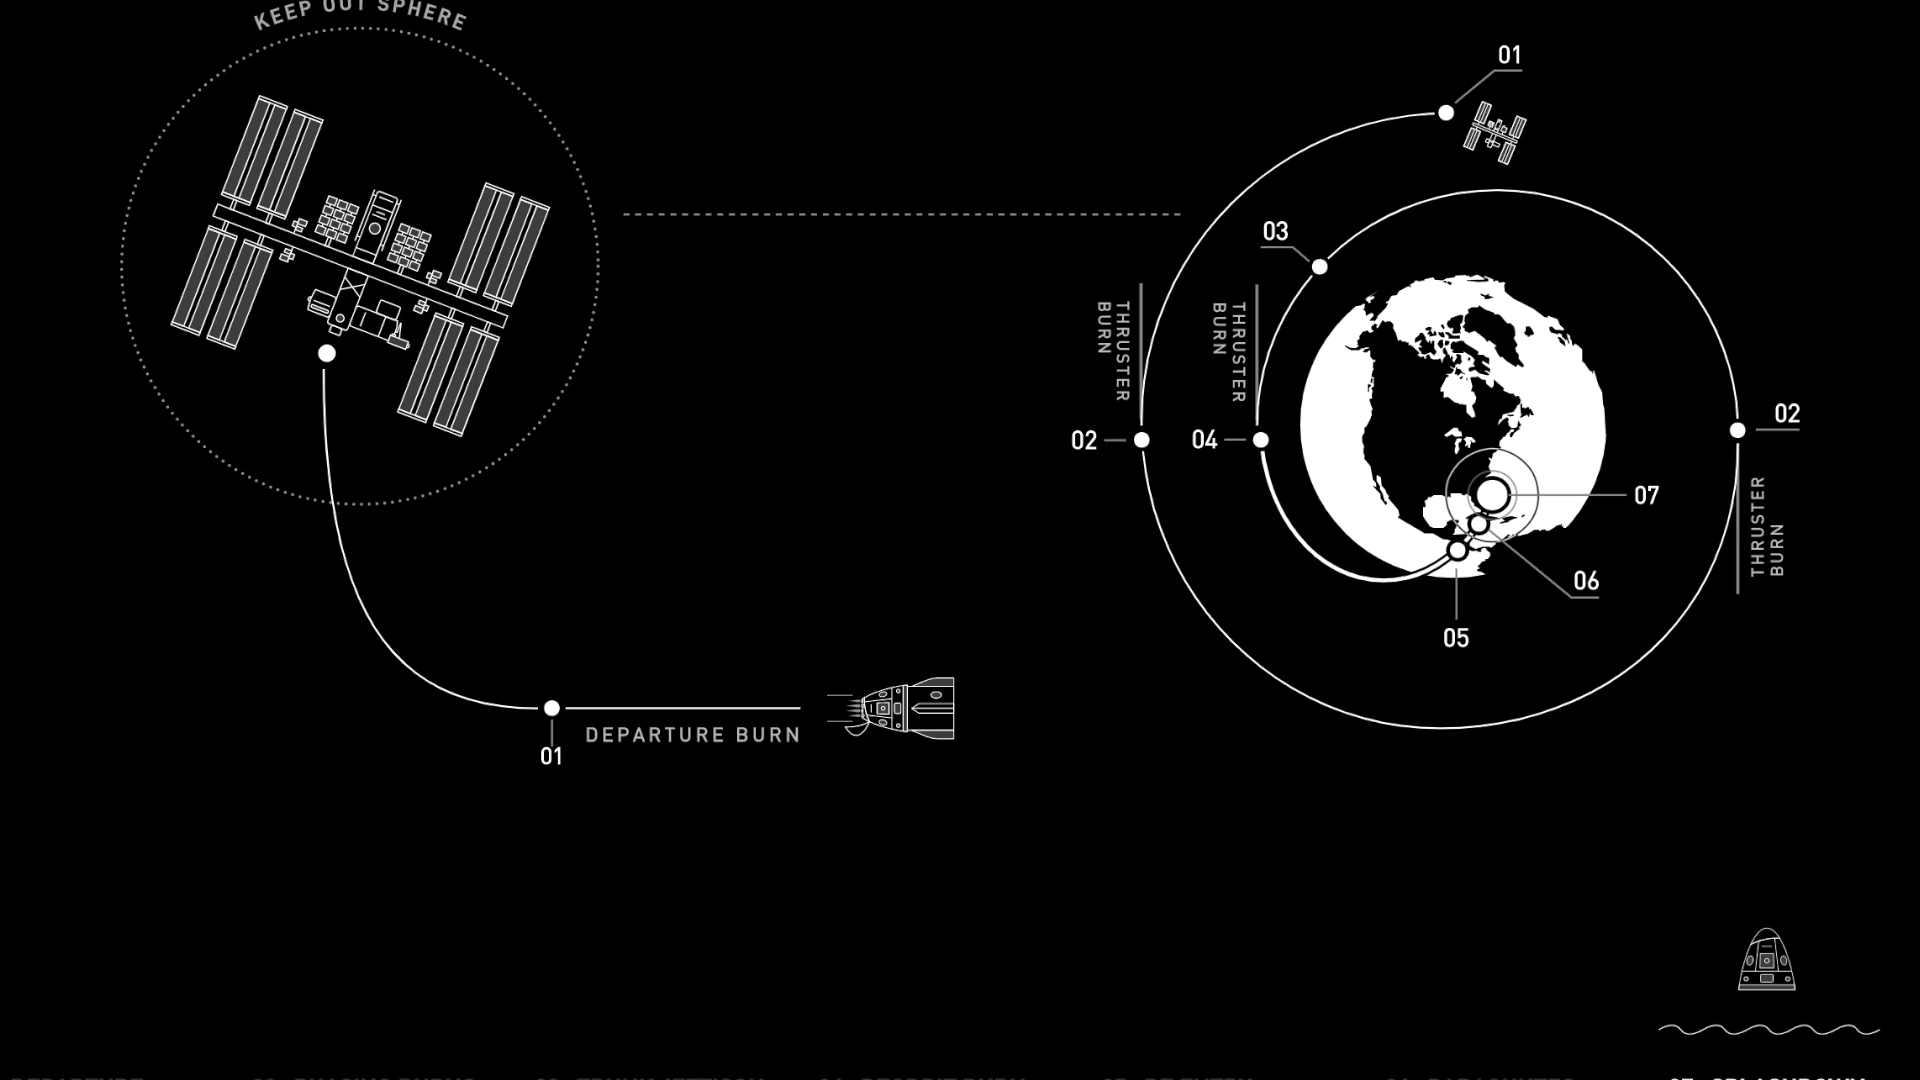 KEEP OUT SPHERE
01
03
THRUSTER
BURN
THRUSTER
BURN
02
02
04
07
THRUSTER
BURN
06
05
DEPARTURE BURN
01